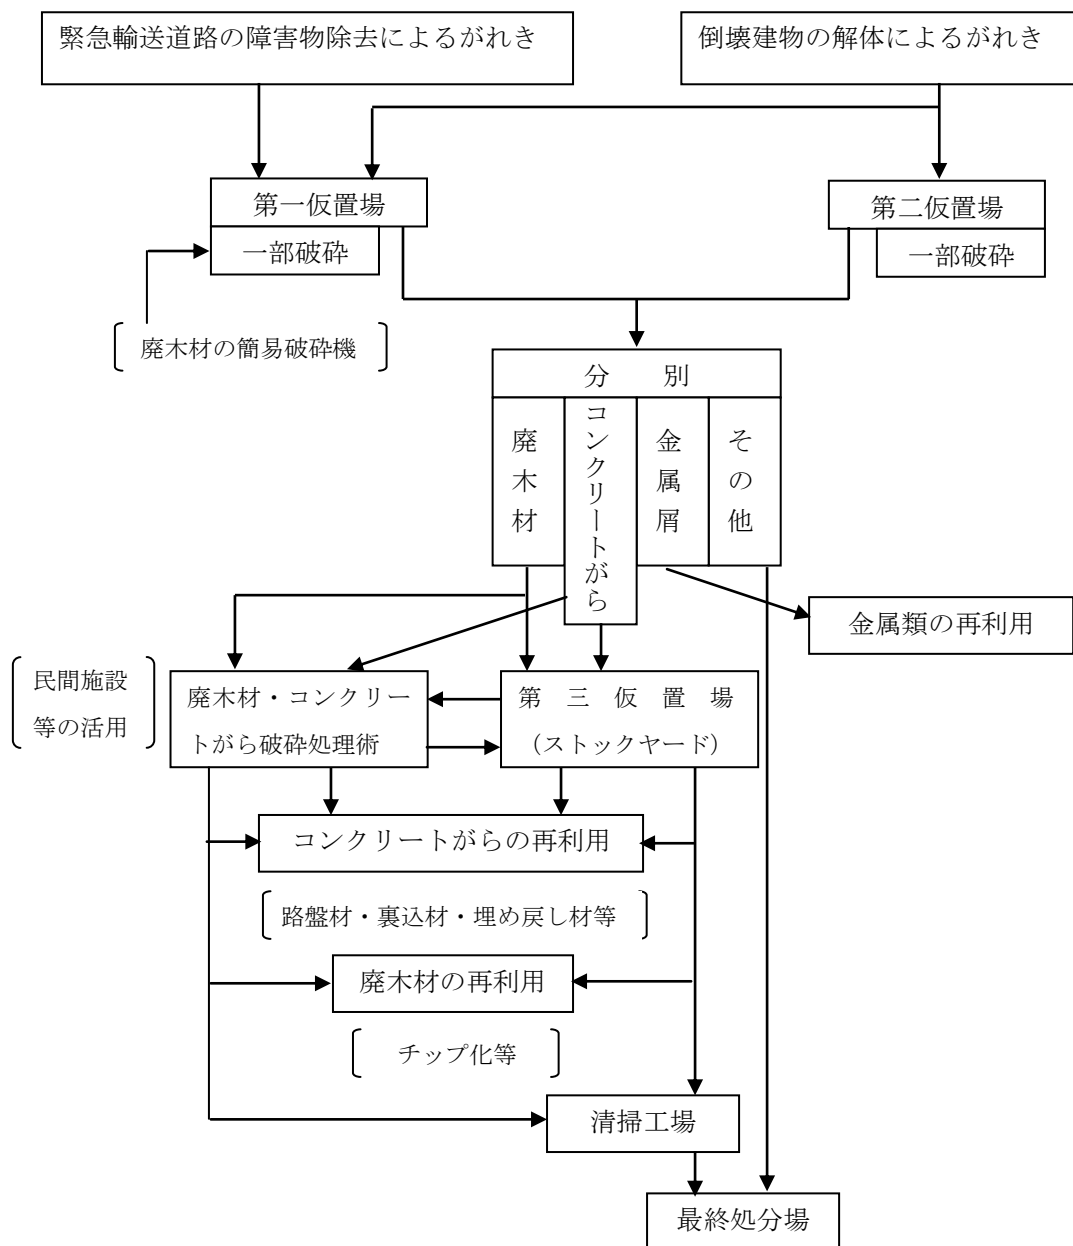 緊急輸送道路の障害物除去によるがれき
倒壊建物の解体によるがれき
第一仮置場
第二仮置場
一部破砕
一部破砕
廃木材の簡易破砕機
分　別
廃木材
コンクリートがら
金属屑
その他
金属類の再利用
民間施設
等の活用
廃木材・コンクリー
トがら破砕処理術
第 三 仮 置 場
（ストックヤード）
コンクリートがらの再利用
路盤材・裏込材・埋め戻し材等
廃木材の再利用
チップ化等
清掃工場
最終処分場